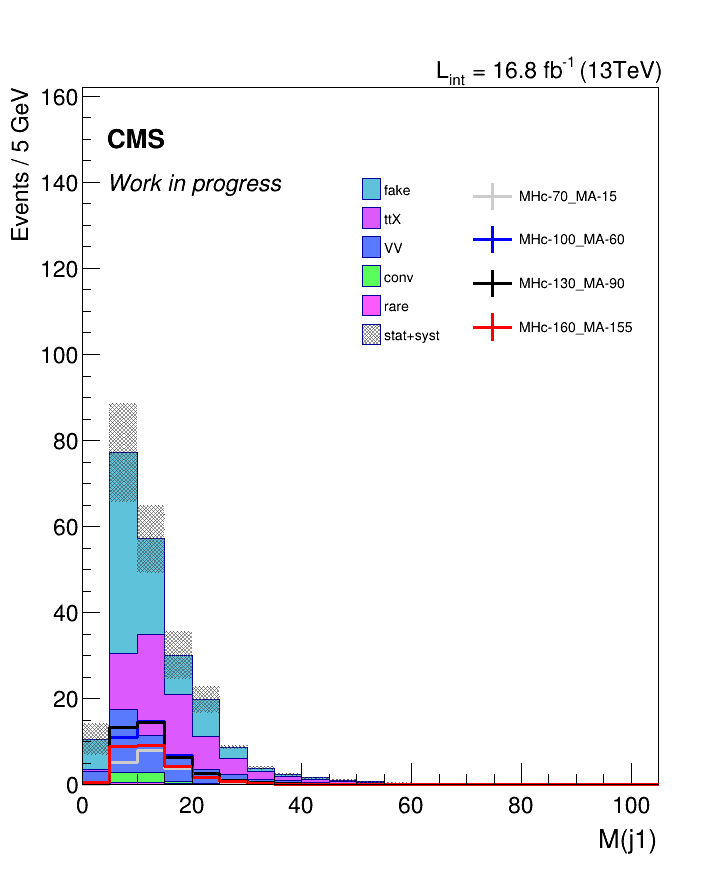 L_int = 16.8 fb^-1 (13TeV)
Events / 5 GeV
160
CMS
Work in progress
140
fake
MHc-70_MA-15
ttX
120
VV
MHc-100_MA-60
conv
MHc-130_MA-90
rare
100
stat+syst
MHc-160_MA-155
80
60
40
20
0
0 20 40 60 80 100
M(j1)